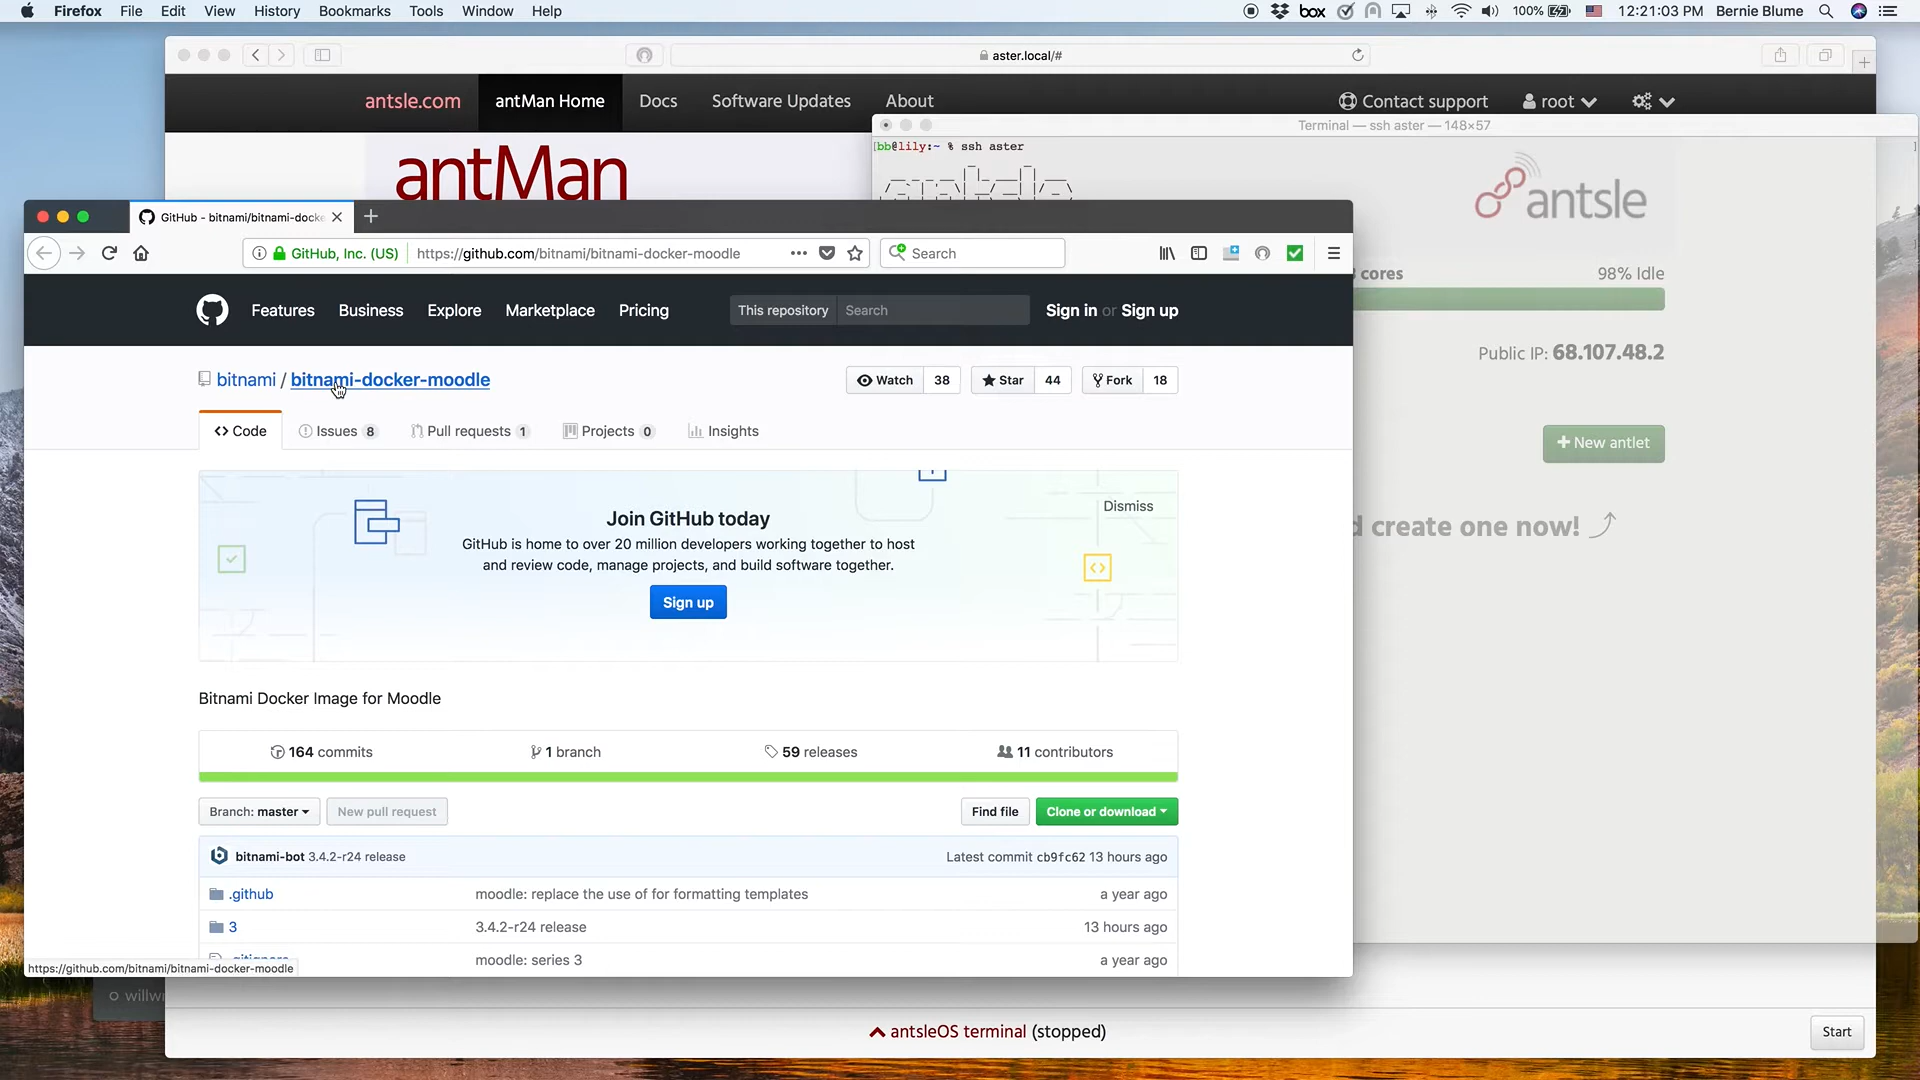 Firefox File Edit View History Bookmarks Tools Window Help
box 100% 12:21:03 PM Bernie Blume
aster.local/#
antsle.com antMan Home Docs Software Updates About Contact support root
Terminal — ssh aster — 148×57
[bb@lily:~ % ssh aster ]
antMan
antsle
GitHub - bitnami/bitnami-docke
GitHub, Inc. (US) https://github.com/bitnami/bitnami-docker-moodle Search
cores 98% Idle
Features Business Explore Marketplace Pricing This repository Search Sign in or Sign up
Public IP: 68.107.48.2
bitnami / bitnami-docker-moodle Watch 38 Star 44 Fork 18
Code Issues 8 Pull requests 1 Projects 0 Insights
+ New antlet
Dismiss
Join GitHub today
GitHub is home to over 20 million developers working together to host
and review code, manage projects, and build software together.
Sign up
d create one now!
Bitnami Docker Image for Moodle
164 commits 1 branch 59 releases 11 contributors
Branch: master New pull request Find file Clone or download
bitnami-bot 3.4.2-r24 release Latest commit cb9fc62 13 hours ago
.github moodle: replace the use of for formatting templates a year ago
3 3.4.2-r24 release 13 hours ago
.gitignore moodle: series 3 a year ago
https://github.com/bitnami/bitnami-docker-moodle
willwr
antsleOS terminal (stopped) Start